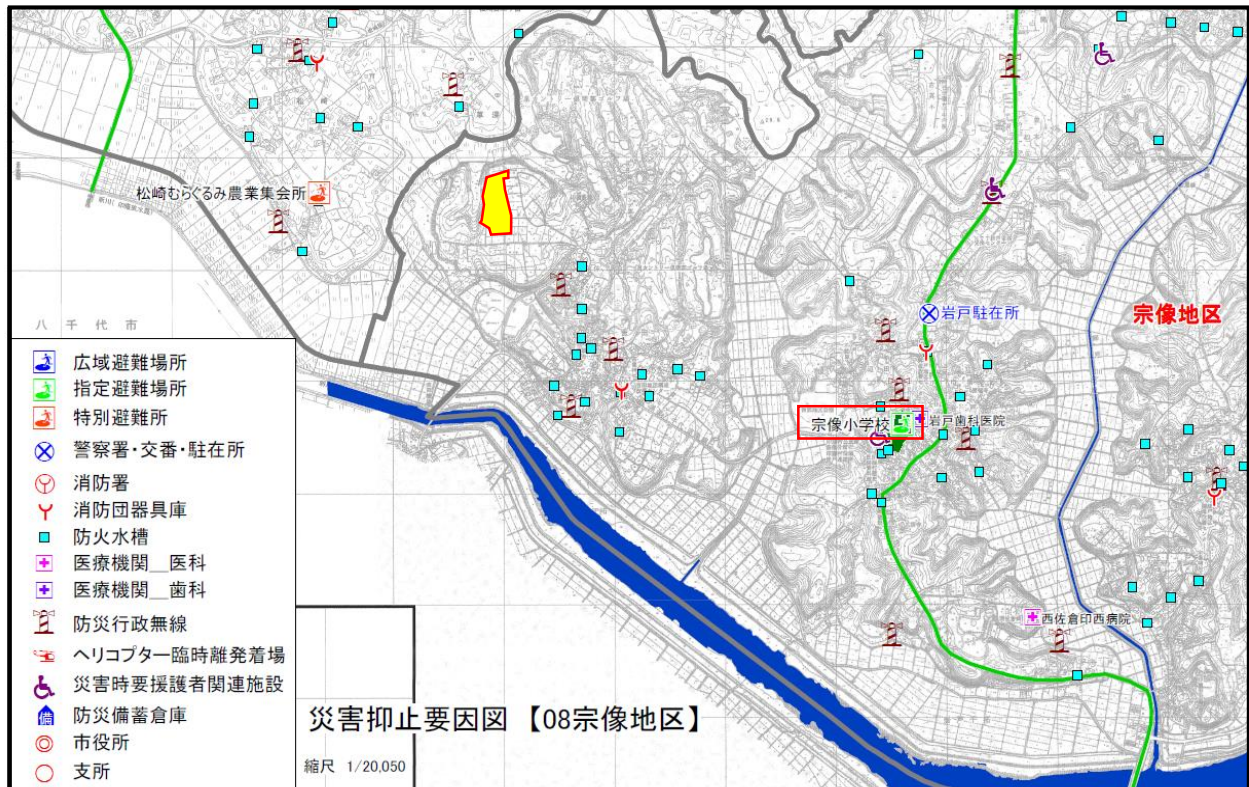 松崎むらぐるみ農業集会所
岩戸駐在所
宗像地区
八千代市
宗像小学校
岩戸歯科医院
西佐倉印西病院
広域避難場所
指定避難場所
特別避難所
警察署・交番・駐在所
消防署
消防団器具庫
防火水槽
医療機関__医科
医療機関__歯科
防災行政無線
ヘリコプター臨時離発着場
災害時要援護者関連施設
防災備蓄倉庫
備
市役所
支所
災害抑止要因図 【08宗像地区】
縮尺 1/20,050